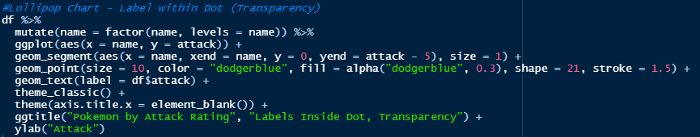 #Lollipop Chart - Label within Dot (Transparency)
df %>%
mutate(name = factor(name, levels = name)) %>%
ggplot(aes(x = name, y = attack)) +
geom_segment(aes(x = name, xend = name, y = 0, yend = attack - 5), size = 1) +
geom_point(size = 10, color = "dodgerblue", fill = alpha("dodgerblue", 0.3), shape = 21, stroke = 1.5) +
geom_text(label = df$attack) +
theme_classic() +
theme(axis.title.x = element_blank()) +
ggtitle("Pokemon by Attack Rating", "Labels Inside Dot, Transparency") +
ylab("Attack")